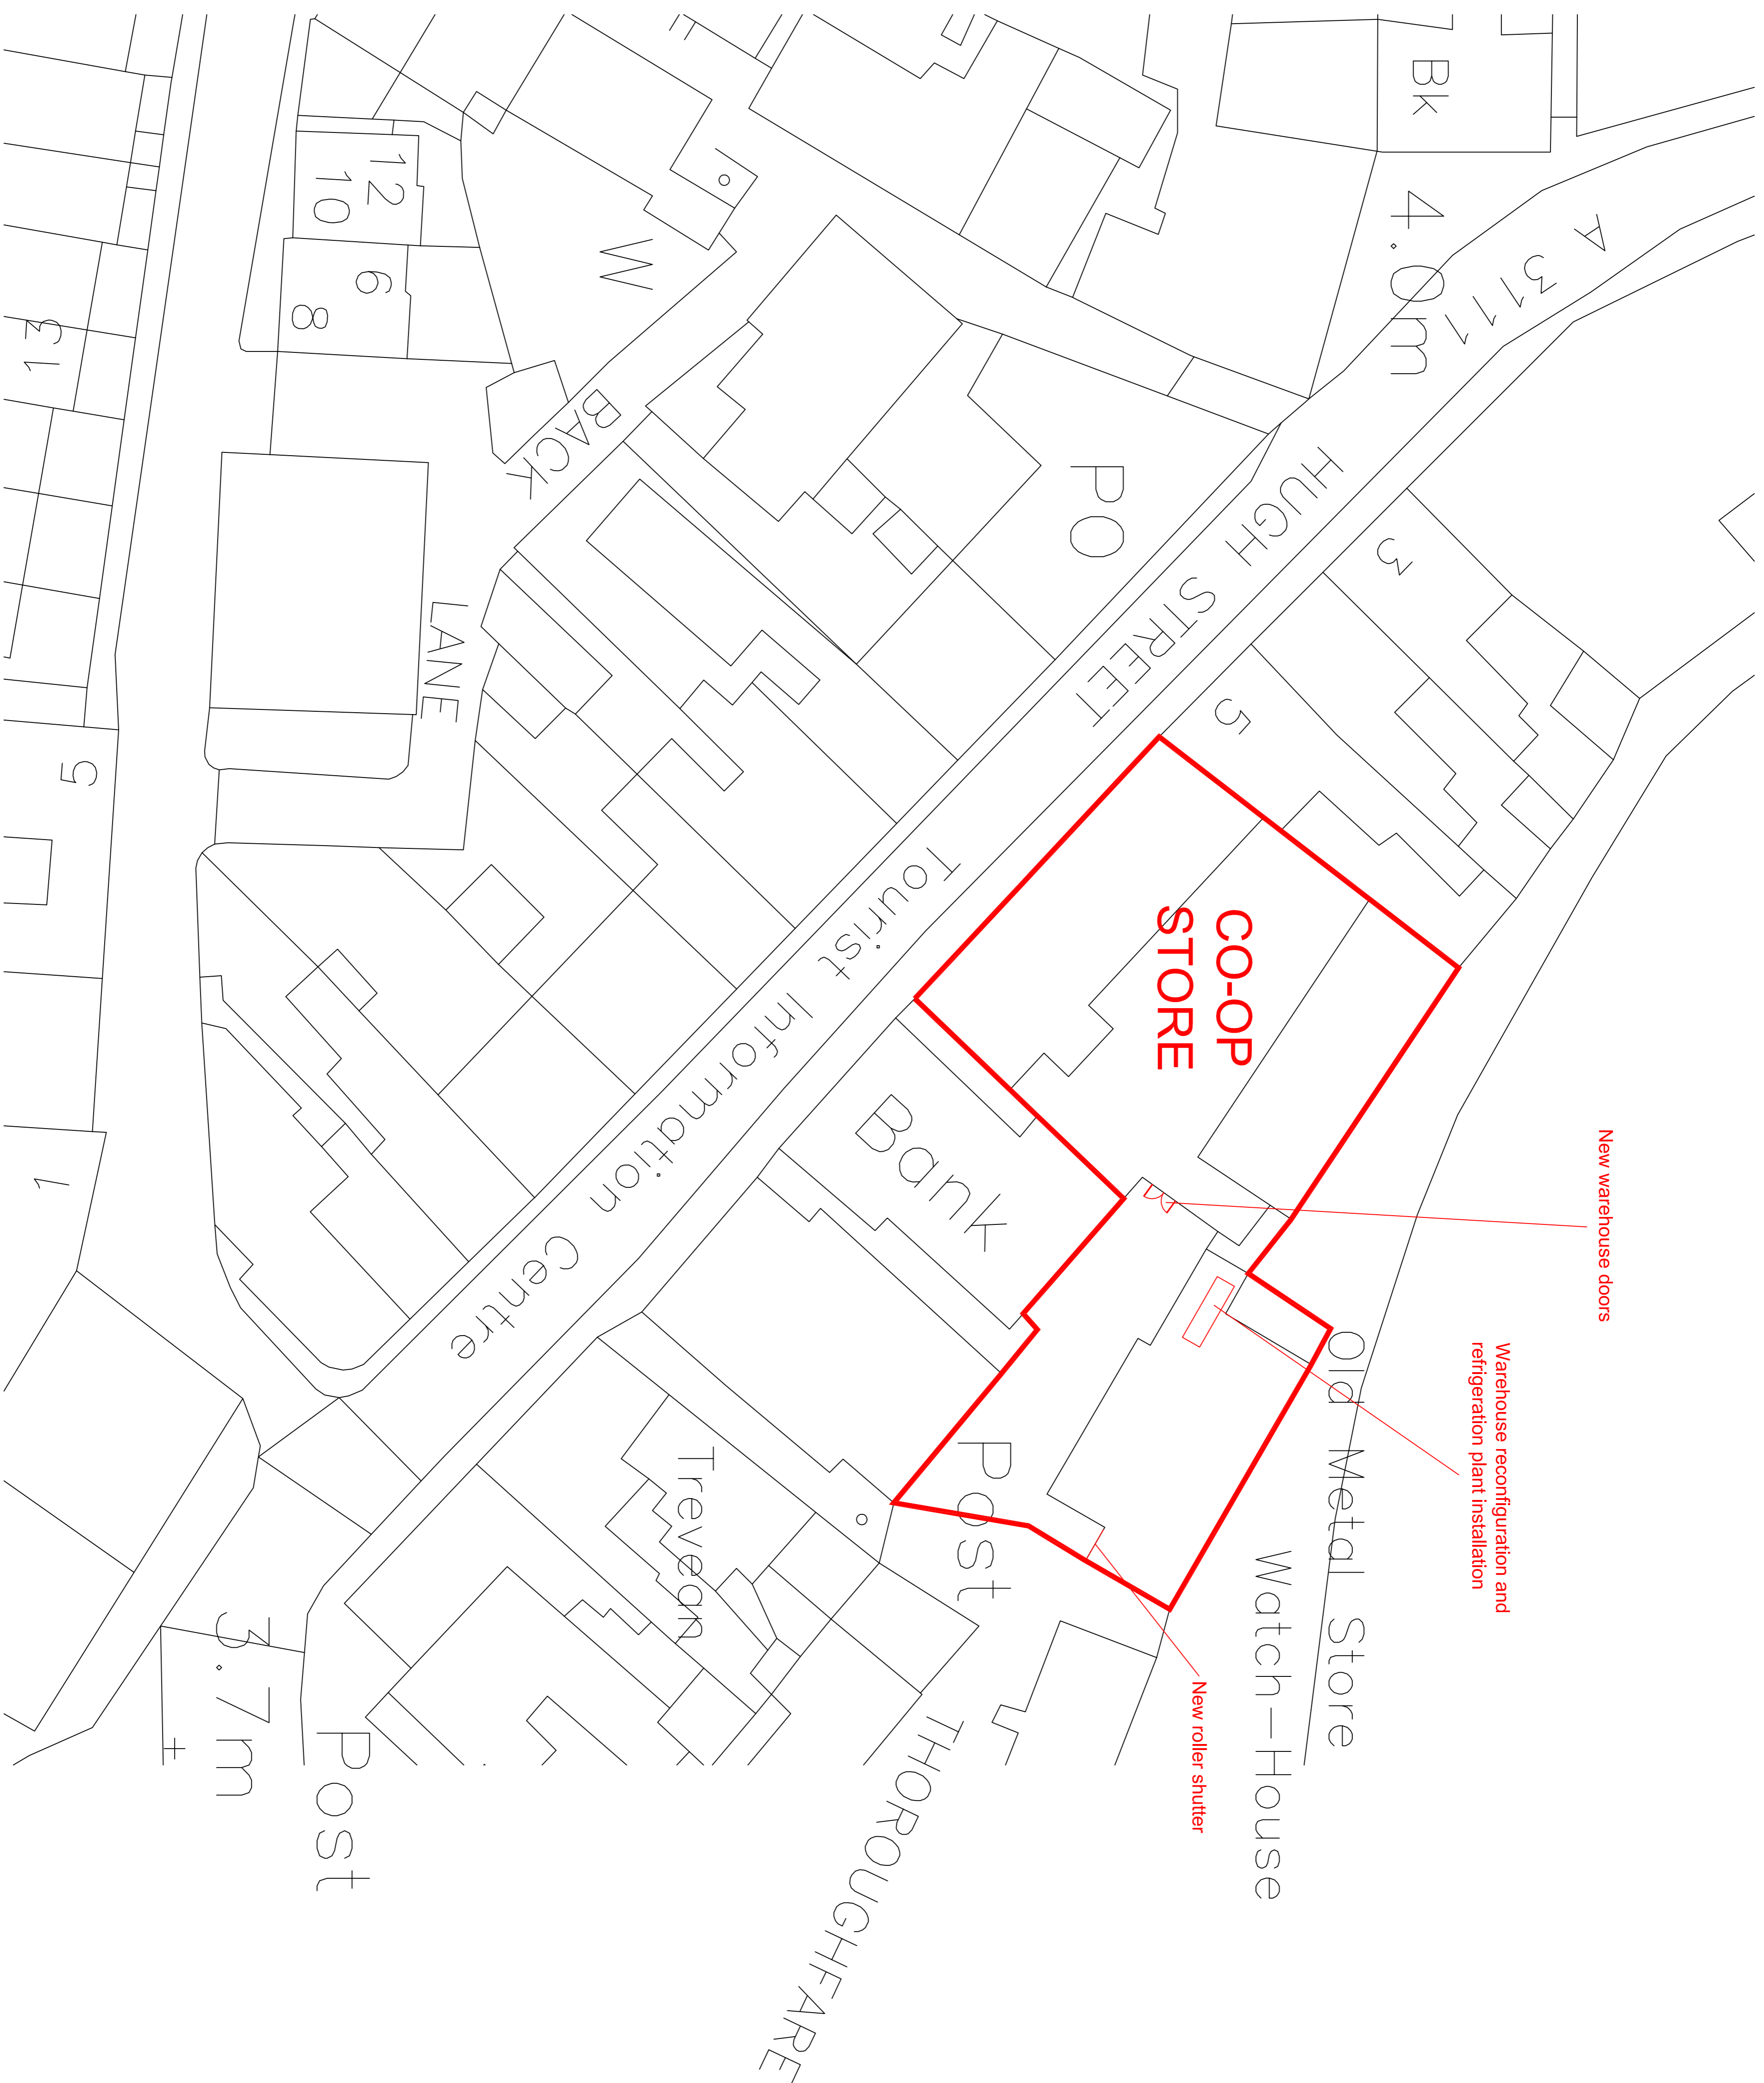 Bk
4.0m
A 3111
12
10
9
8
W
BACK
LANE
PO
HUGH STREET
3
5
CO-OP
STORE
Tourist Information Centre
Bank
New warehouse doors
Warehouse reconfiguration and
refrigeration plant installation
Old Metal Store
Watch-House
Post
New roller shutter
Trevean
THOROUGHFARE
5
1
3.7m
+
Post